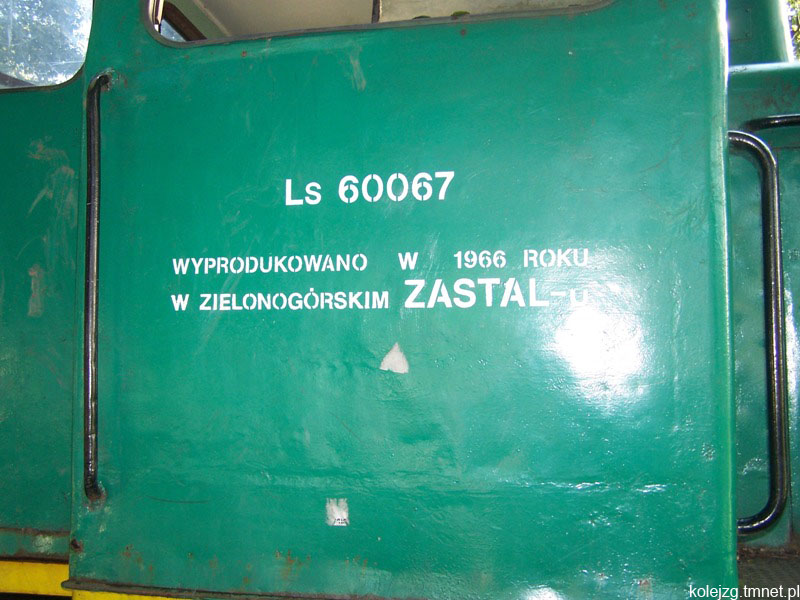 Ls 60067
WYPRODUKOWANO W 1966 ROKU
W ZIELONOGÓRSKIM ZASTAL-u
kolejzg.tmnet.pl